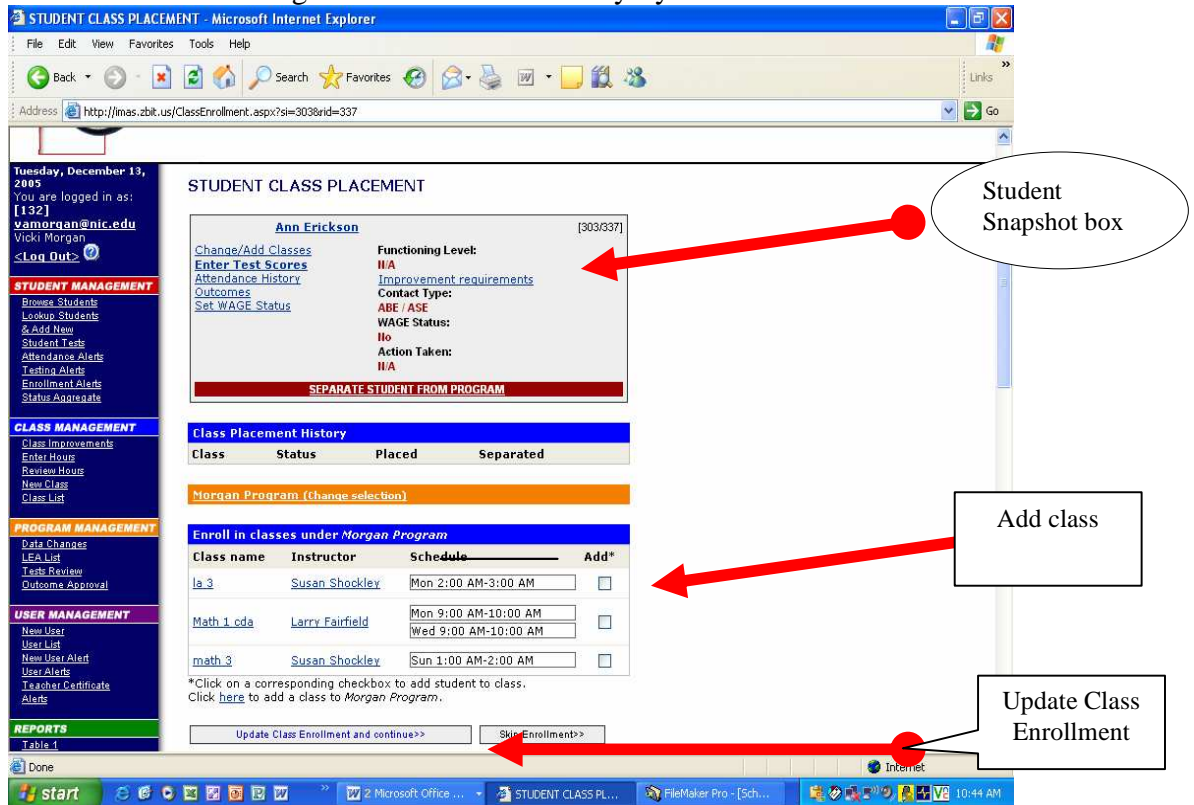 STUDENT CLASS PLACEMENT - Microsoft Internet Explorer
File Edit View Favorites Tools Help
Back Search Favorites Links
Address http://imas.zbit.us/ClassEnrollment.aspx?si=303&rid=337 Go
Tuesday, December 13, 2005
You are logged in as:
[132]
vamorgan@nic.edu
Vicki Morgan
<Log Out>
STUDENT MANAGEMENT
Browse Students
Lookup Students
& Add New
Student Tests
Attendance Alerts
Testing Alerts
Enrollment Alerts
Status Aggregate
CLASS MANAGEMENT
Class Improvements
Enter Hours
Review Hours
New Class
Class List
PROGRAM MANAGEMENT
Data Changes
LEA List
Tests Review
Outcome Approval
USER MANAGEMENT
New User
User List
New User Alert
User Alerts
Teacher Certificate
Alerts
REPORTS
Table 1
STUDENT CLASS PLACEMENT
Ann Erickson [303/337]
Change/Add Classes
Enter Test Scores
Attendance History
Outcomes
Set WAGE Status
Functioning Level:
N/A
Improvement requirements
Contact Type:
ABE / ASE
WAGE Status:
No
Action Taken:
N/A
SEPARATE STUDENT FROM PROGRAM
Class Placement History
Class Status Placed Separated
Morgan Program (Change selection)
Enroll in classes under Morgan Program
Class name Instructor Schedule Add*
la 3 Susan Shockley Mon 2:00 AM-3:00 AM
Math 1 cda Larry Fairfield Mon 9:00 AM-10:00 AM
Wed 9:00 AM-10:00 AM
math 3 Susan Shockley Sun 1:00 AM-2:00 AM
*Click on a corresponding checkbox to add student to class.
Click here to add a class to Morgan Program.
Update Class Enrollment and continue>> Skip Enrollment>>
Student
Snapshot box
Add class
Update Class
Enrollment
Done Internet
start 2 Microsoft Office ... STUDENT CLASS PL... FileMaker Pro - [Sch... 10:44 AM